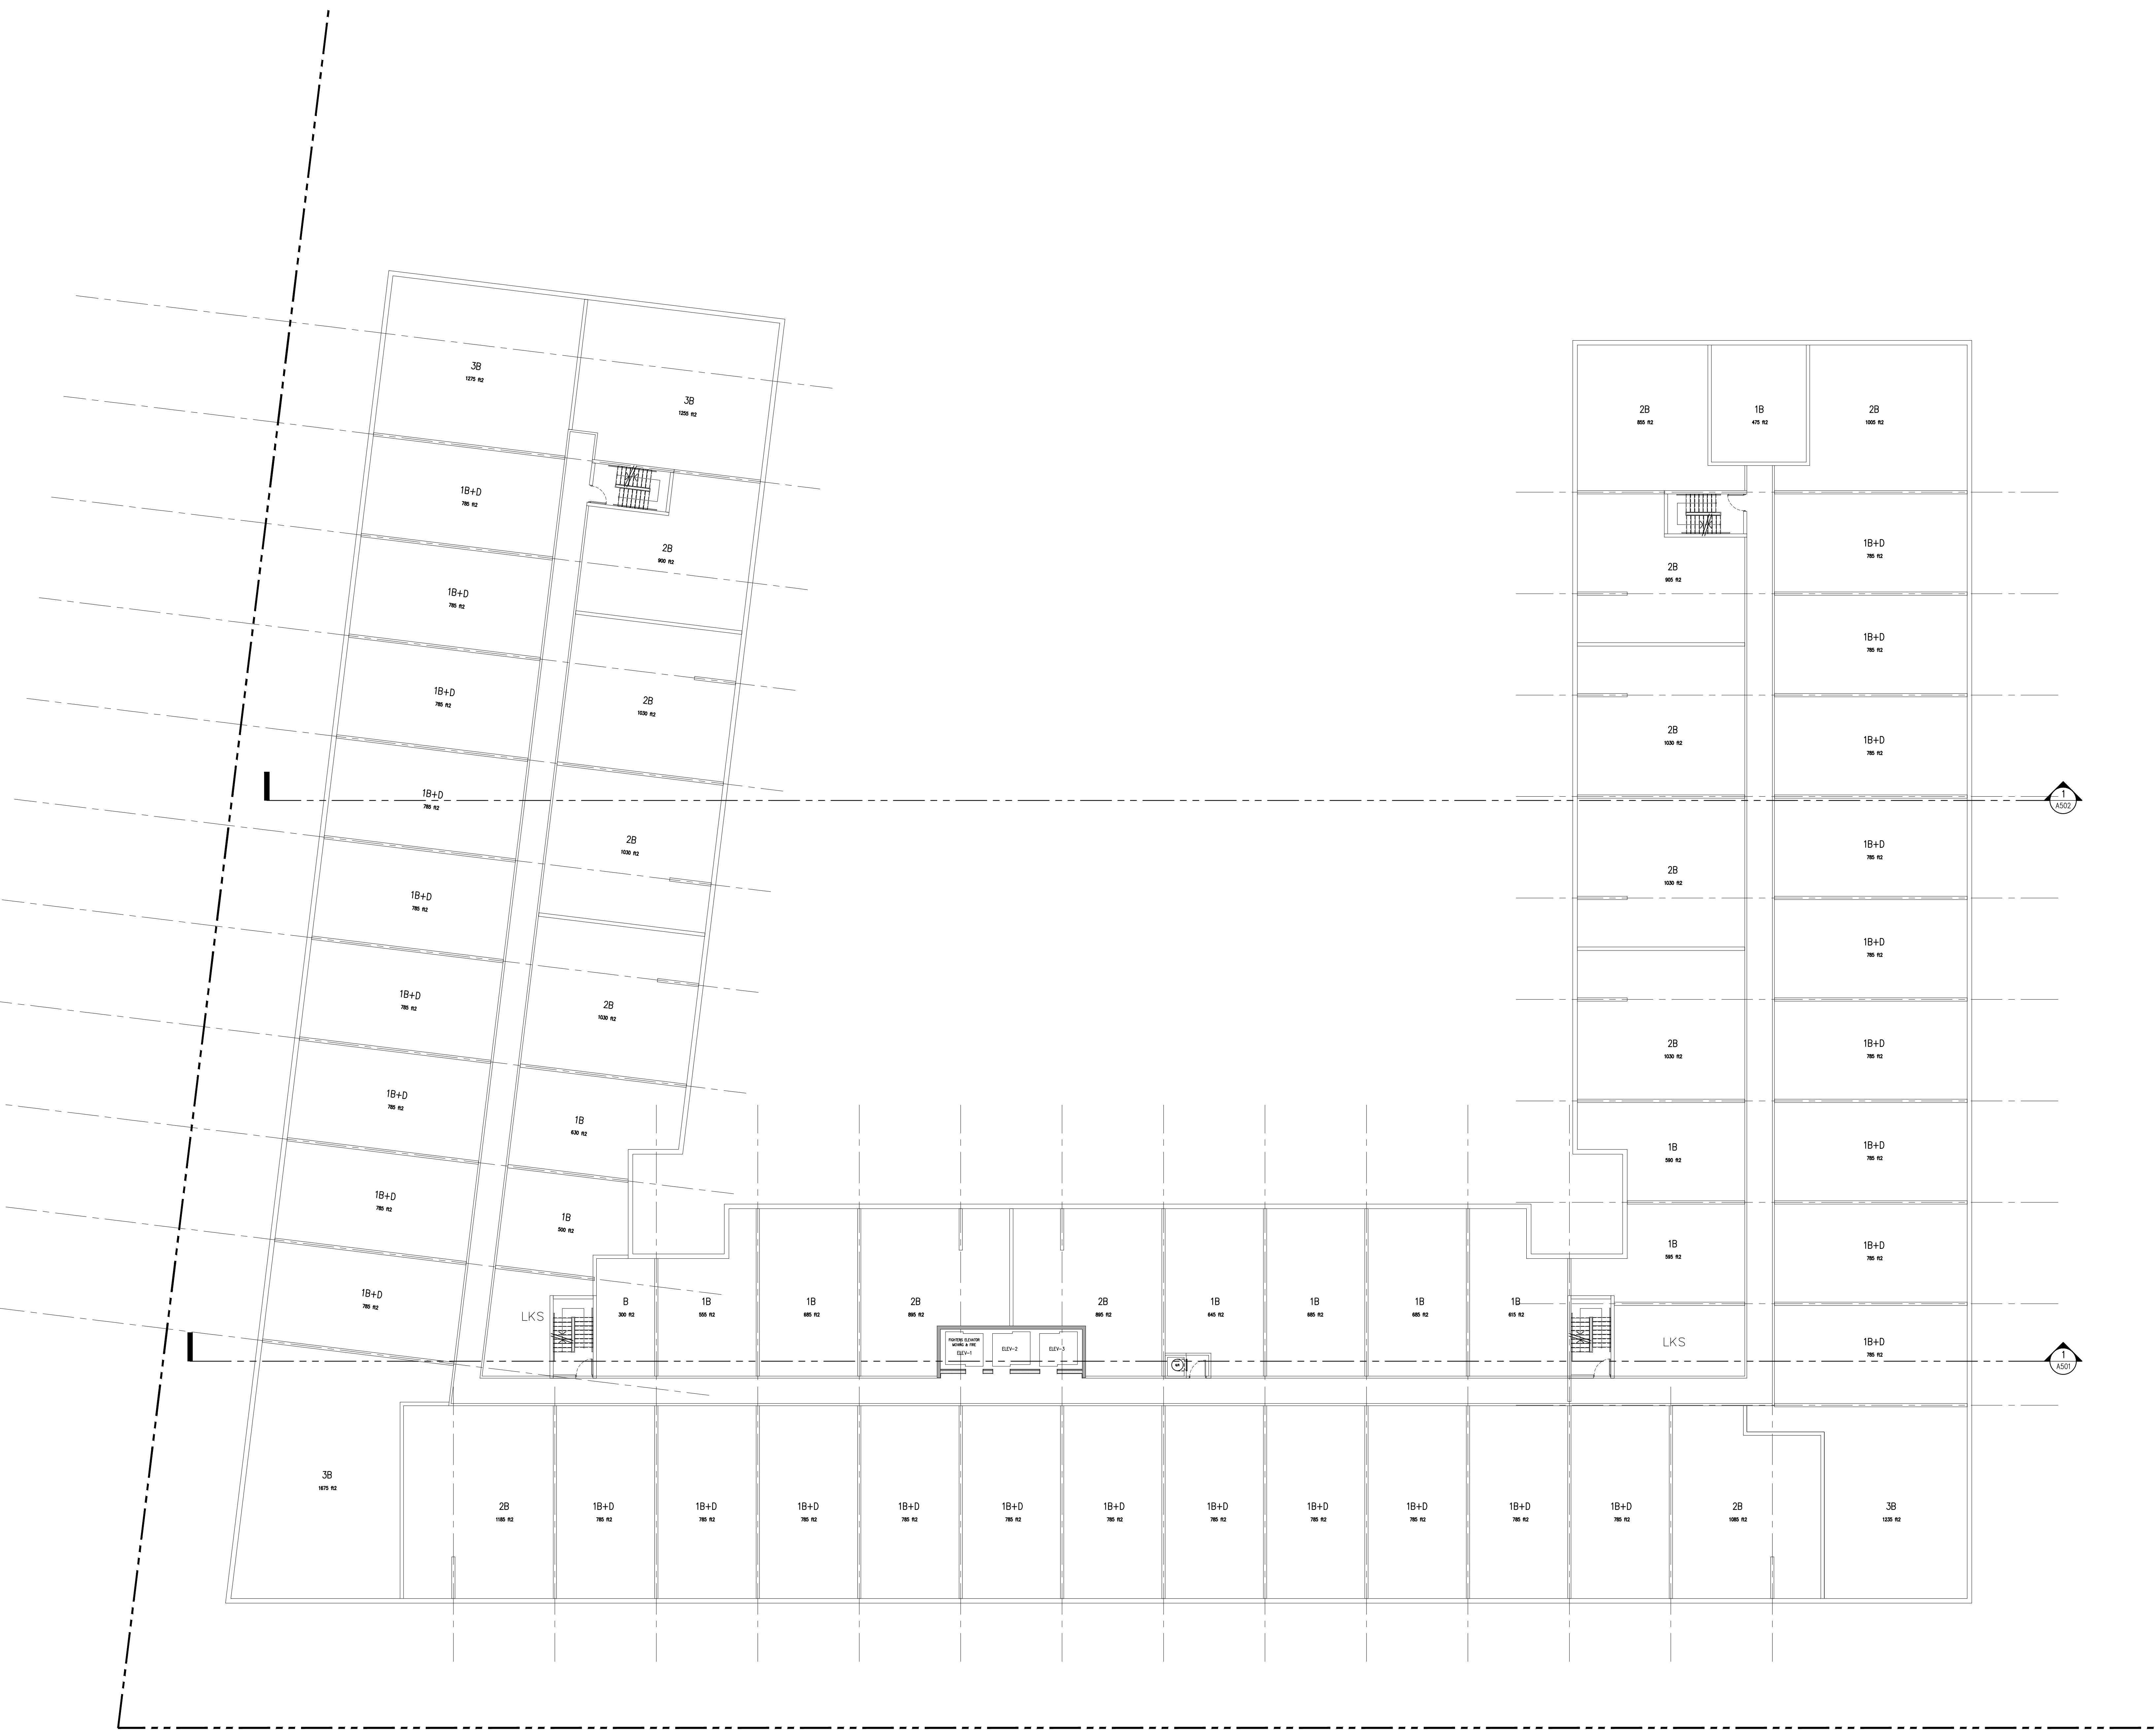 3B
1275 ft2
3B
1255 ft2
1B+D
785 ft2
2B
900 ft2
1B+D
785 ft2
1B+D
785 ft2
2B
1030 ft2
1B+D
785 ft2
2B
1030 ft2
1B+D
785 ft2
1B+D
785 ft2
2B
1030 ft2
1B+D
785 ft2
1B
630 ft2
1B+D
785 ft2
1B
500 ft2
1B+D
785 ft2
2B
855 ft2
1B
475 ft2
2B
1005 ft2
1B+D
785 ft2
2B
905 ft2
1B+D
785 ft2
2B
1030 ft2
1B+D
785 ft2
1
A502
1B+D
785 ft2
2B
1030 ft2
1B+D
785 ft2
2B
1030 ft2
1B+D
785 ft2
1B
590 ft2
1B+D
785 ft2
1B
595 ft2
1B+D
785 ft2
1B+D
785 ft2
1
A501
LKS
B
300 ft2
1B
555 ft2
1B
685 ft2
2B
895 ft2
2B
895 ft2
1B
645 ft2
1B
685 ft2
1B
685 ft2
1B
615 ft2
LKS
FIGHTERS ELEVATOR
MOVING & FIRE
ELEV-1
ELEV-2
ELEV-3
3B
1675 ft2
2B
1185 ft2
1B+D
785 ft2
1B+D
785 ft2
1B+D
785 ft2
1B+D
785 ft2
1B+D
785 ft2
1B+D
785 ft2
1B+D
785 ft2
1B+D
785 ft2
1B+D
785 ft2
1B+D
785 ft2
1B+D
785 ft2
2B
1085 ft2
3B
1235 ft2